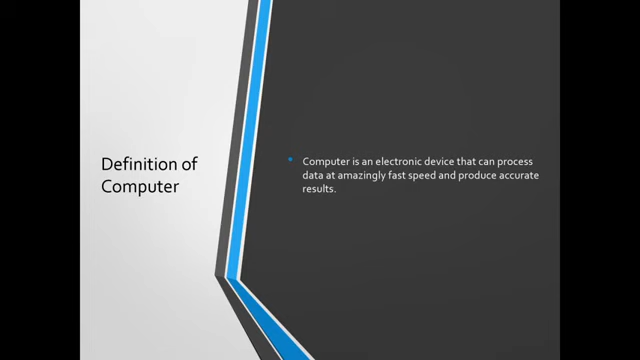 Definition of
Computer
• Computer is an electronic device that can process
data at amazingly fast speed and produce accurate
results.